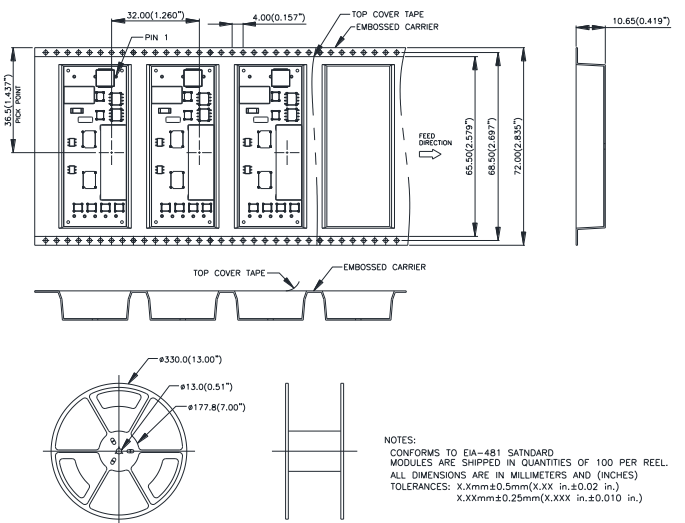 32.00(1.260")
4.00(0.157")
TOP COVER TAPE
EMBOSSED CARRIER
10.65(0.419")
PIN 1
36.5(1.437")
PICK POINT
FEED
DIRECTION
65.50(2.579")
68.50(2.697")
72.00(2.835")
TOP COVER TAPE
EMBOSSED CARRIER
ø330.0(13.00")
ø13.0(0.51")
ø177.8(7.00")
NOTES:
CONFORMS TO EIA-481 SATNDARD
MODULES ARE SHIPPED IN QUANTITIES OF 100 PER REEL.
ALL DIMENSIONS ARE IN MILLIMETERS AND (INCHES)
TOLERANCES: X.Xmm±0.5mm(X.XX in.±0.02 in.)
X.XXmm±0.25mm(X.XXX in.±0.010 in.)